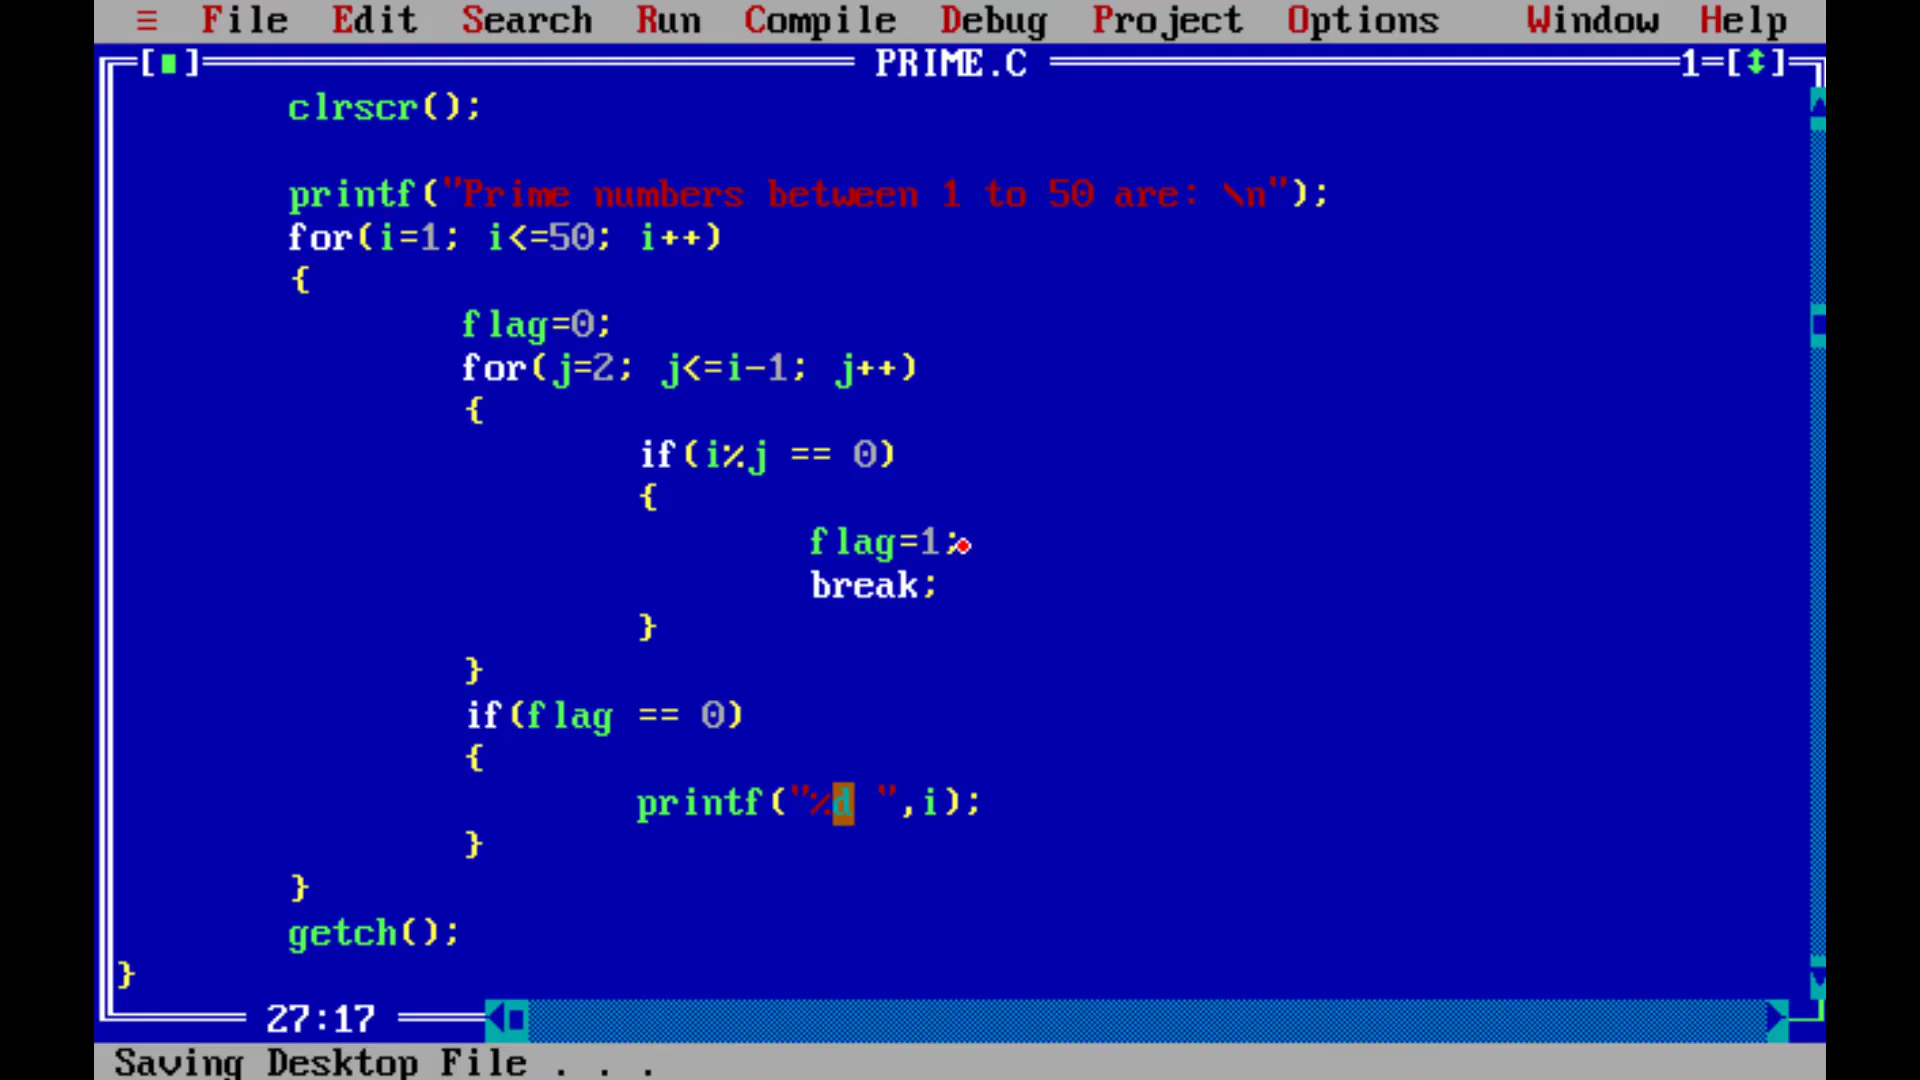 ≡ File Edit Search Run Compile Debug Project Options Window Help
[■] PRIME.C 1=[↕]
clrscr();
printf("Prime numbers between 1 to 50 are: \n");
for(i=1; i<=50; i++)
{
flag=0;
for(j=2; j<=i-1; j++)
{
if(i%j == 0)
{
flag=1;
break;
}
}
if(flag == 0)
{
printf("%d ",i);
}
}
getch();
}
27:17
Saving Desktop File . . .